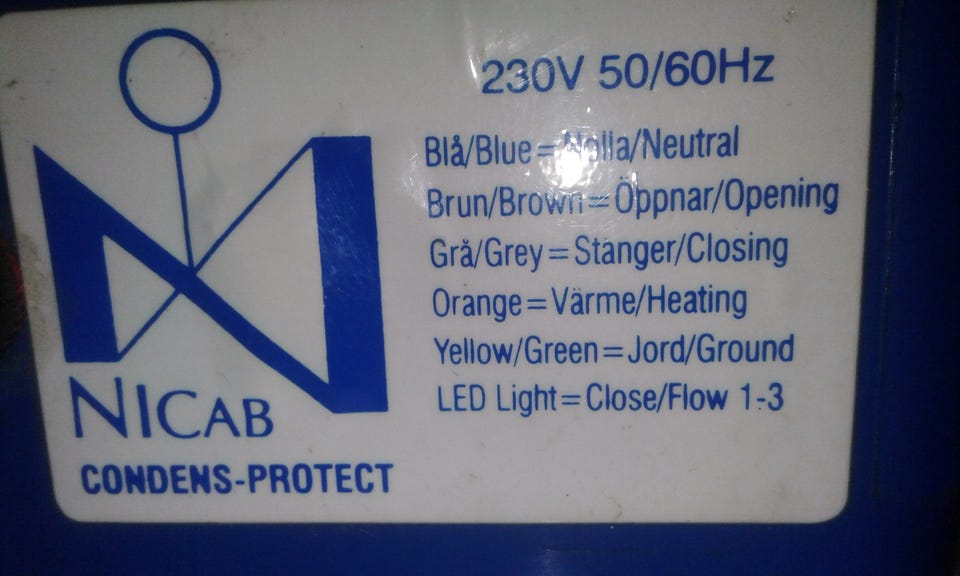 230V 50/60Hz
Blå/Blue=Nolla/Neutral
Brun/Brown=Öppnar/Opening
Grå/Grey=Stänger/Closing
Orange=Värme/Heating
Yellow/Green=Jord/Ground
LED Light=Close/Flow 1-3
NICAB
CONDENS-PROTECT